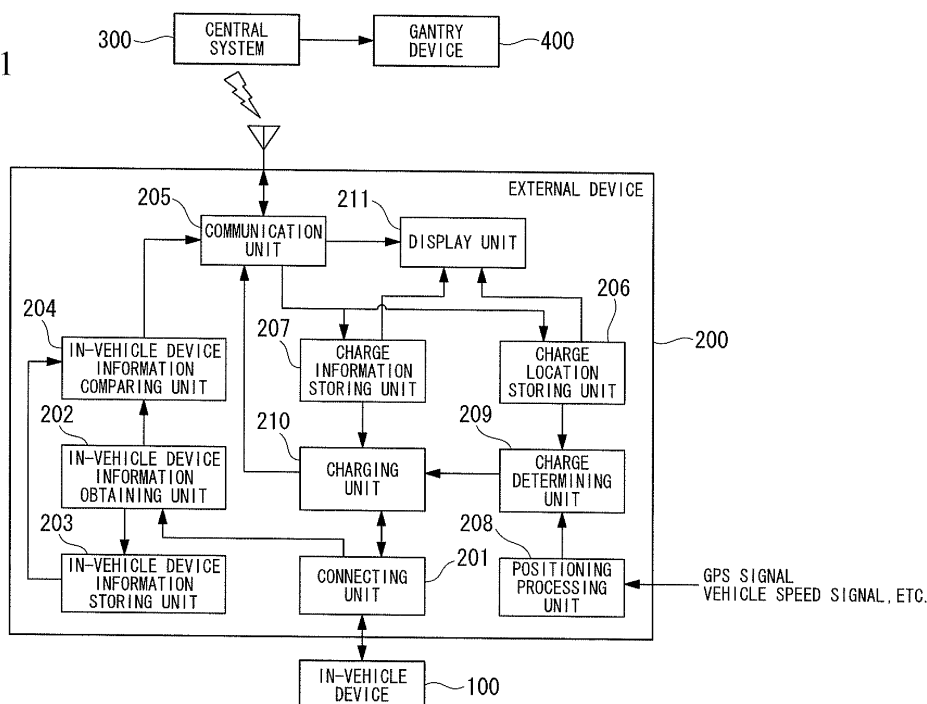 300
CENTRAL
SYSTEM
GANTRY
DEVICE
400
1
EXTERNAL DEVICE
205
COMMUNICATION
UNIT
211
DISPLAY UNIT
204
IN-VEHICLE DEVICE
INFORMATION
COMPARING UNIT
207
CHARGE
INFORMATION
STORING UNIT
206
CHARGE
LOCATION
STORING UNIT
200
202
IN-VEHICLE DEVICE
INFORMATION
OBTAINING UNIT
210
CHARGING
UNIT
209
CHARGE
DETERMINING
UNIT
203
IN-VEHICLE DEVICE
INFORMATION
STORING UNIT
CONNECTING
UNIT
201
208
POSITIONING
PROCESSING
UNIT
GPS SIGNAL
VEHICLE SPEED SIGNAL, ETC.
IN-VEHICLE
DEVICE
100